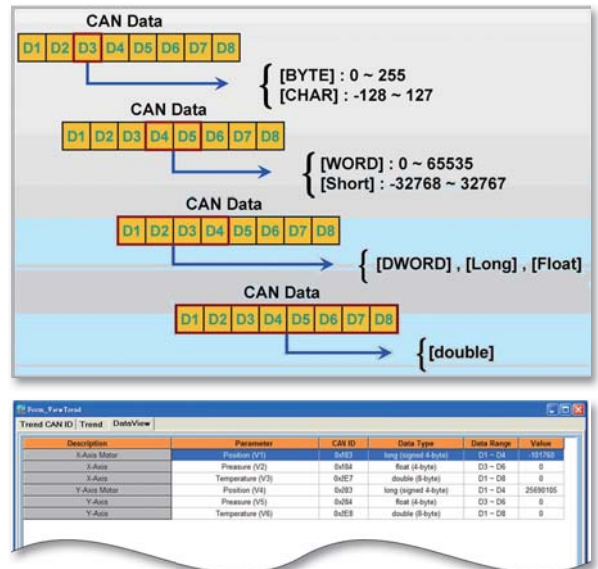 CAN Data
D1 D2 D3 D4 D5 D6 D7 D8
[BYTE] : 0 ~ 255
[CHAR] : -128 ~ 127
CAN Data
D1 D2 D3 D4 D5 D6 D7 D8
[WORD] : 0 ~ 65535
[Short] : -32768 ~ 32767
CAN Data
D1 D2 D3 D4 D5 D6 D7 D8
[DWORD] , [Long] , [Float]
CAN Data
D1 D2 D3 D4 D5 D6 D7 D8
[double]
Form_ViewTrend
Trend CAN ID Trend DataView
Description Parameter CAN ID Data Type Data Range Value
X-Axis Motor Position (V1) 0x183 long (signed 4-byte) D1 ~ D4 -101760
X-Axis Preasure (V2) 0x184 float (4-byte) D3 ~ D6 0
X-Axis Temperature (V3) 0x2E7 double (8-byte) D1 ~ D8 0
Y-Axis Motor Position (V4) 0x283 long (signed 4-byte) D1 ~ D4 25690105
Y-Axis Preasure (V5) 0x284 float (4-byte) D3 ~ D6 0
Y-Axis Temperature (V6) 0x2E8 double (8-byte) D1 ~ D8 0